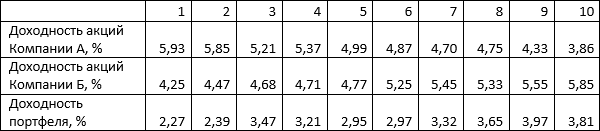 1 2 3 4 5 6 7 8 9 10
Доходность акций
Компании А, % 5,93 5,85 5,21 5,37 4,99 4,87 4,70 4,75 4,33 3,86
Доходность акций
Компании Б, % 4,25 4,47 4,68 4,71 4,77 5,25 5,45 5,33 5,55 5,85
Доходность
портфеля, % 2,27 2,39 3,47 3,21 2,95 2,97 3,32 3,65 3,97 3,81